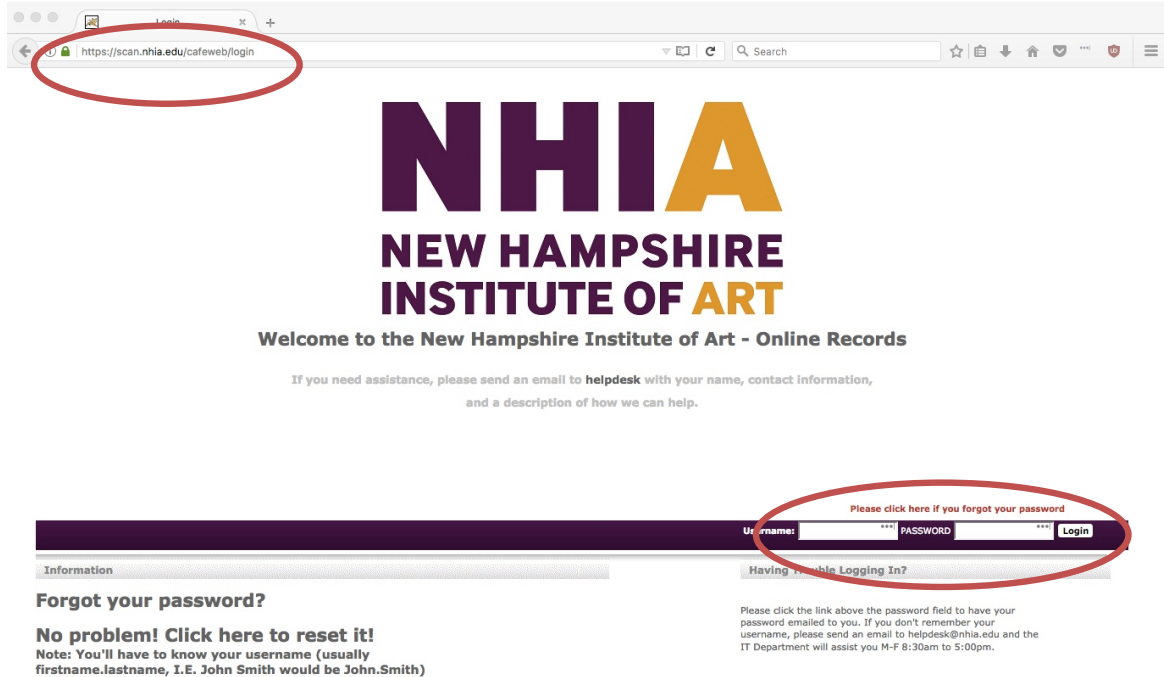 Login
https://scan.nhia.edu/cafeweb/login
Search
NHIA
NEW HAMPSHIRE
INSTITUTE OF ART
Welcome to the New Hampshire Institute of Art - Online Records
If you need assistance, please send an email to helpdesk with your name, contact information,
and a description of how we can help.
Please click here if you forgot your password
Username: PASSWORD Login
Information
Forgot your password?
No problem! Click here to reset it!
Note: You'll have to know your username (usually
firstname.lastname, I.E. John Smith would be John.Smith)
Having Trouble Logging In?
Please click the link above the password field to have your
password emailed to you. If you don't remember your
username, please send an email to helpdesk@nhia.edu and the
IT Department will assist you M-F 8:30am to 5:00pm.